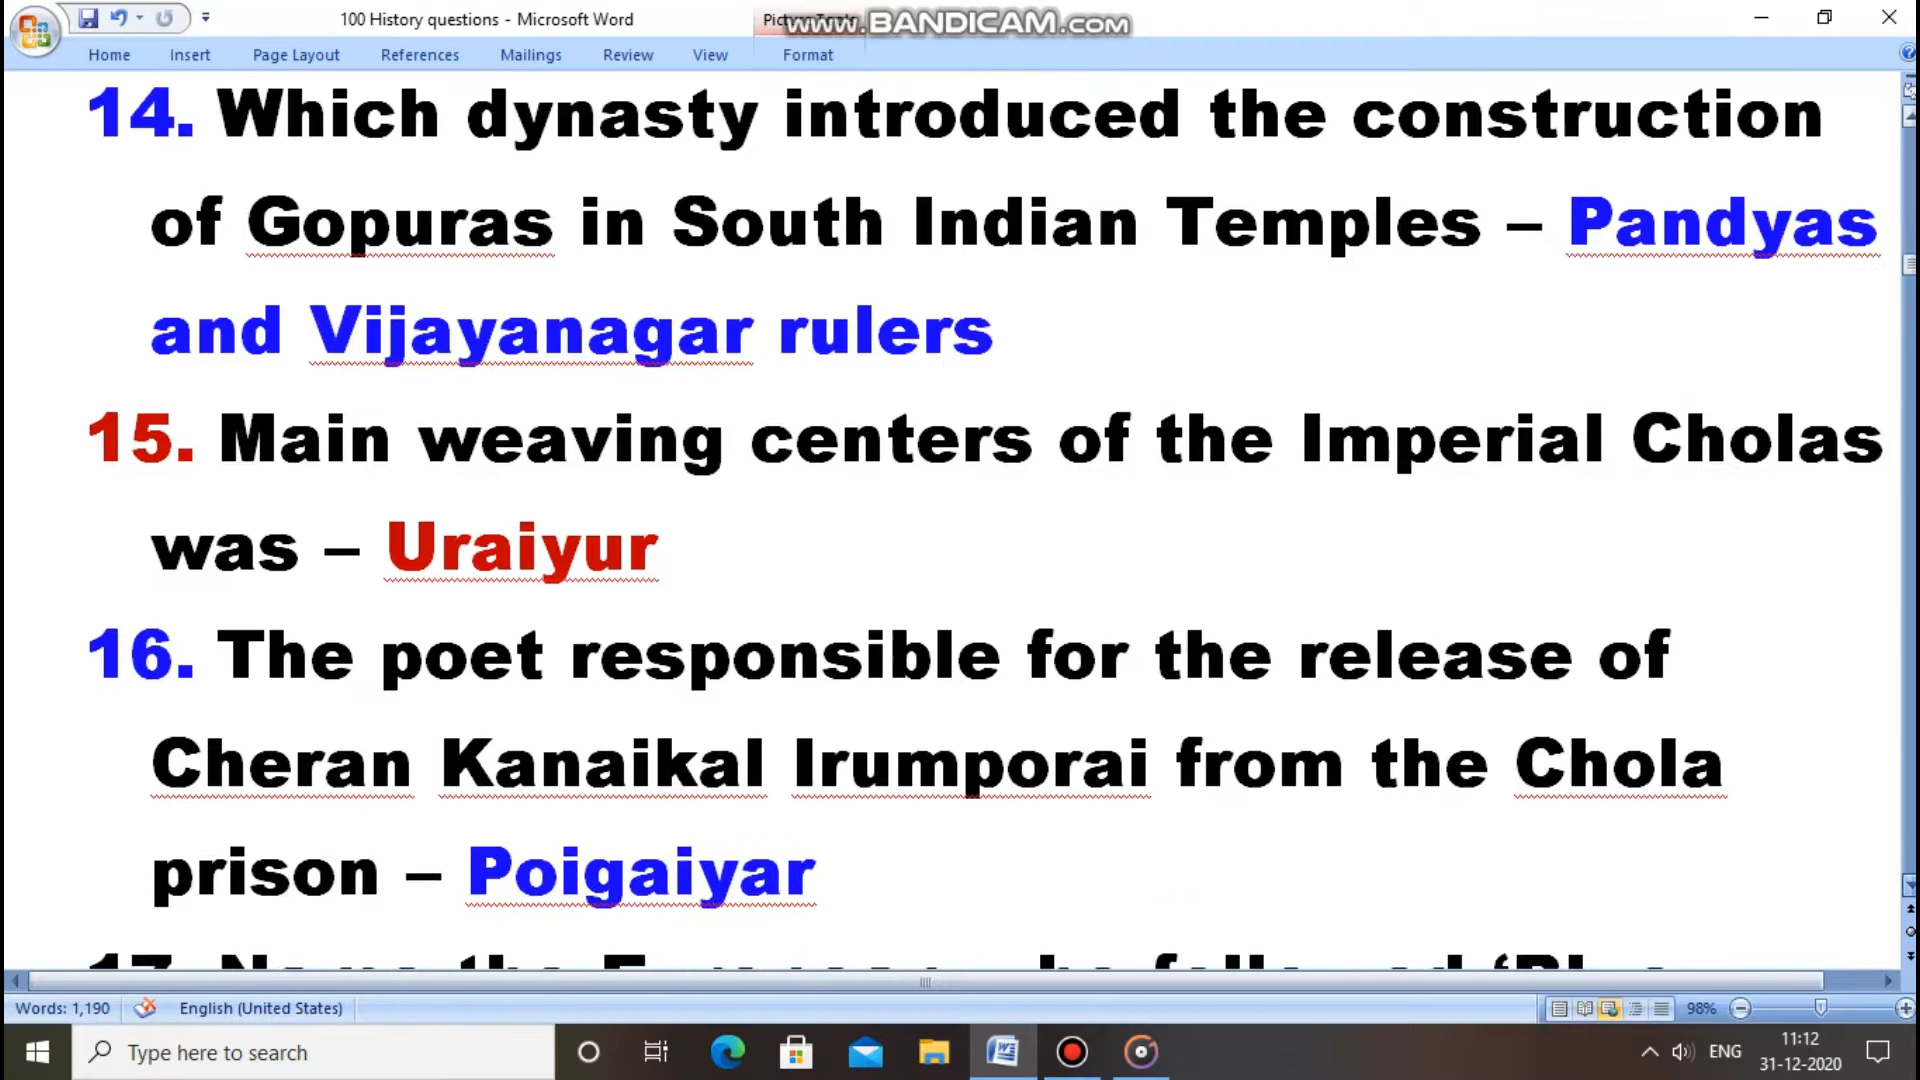 100 History questions - Microsoft Word
www.BANDICAM.com
Home Insert Page Layout References Mailings Review View Format
14. Which dynasty introduced the construction
of Gopuras in South Indian Temples – Pandyas
and Vijayanagar rulers
15. Main weaving centers of the Imperial Cholas
was – Uraiyur
16. The poet responsible for the release of
Cheran Kanaikal Irumporai from the Chola
prison – Poigaiyar
Words: 1,190 English (United States) 98%
Type here to search
ENG
11:12
31-12-2020